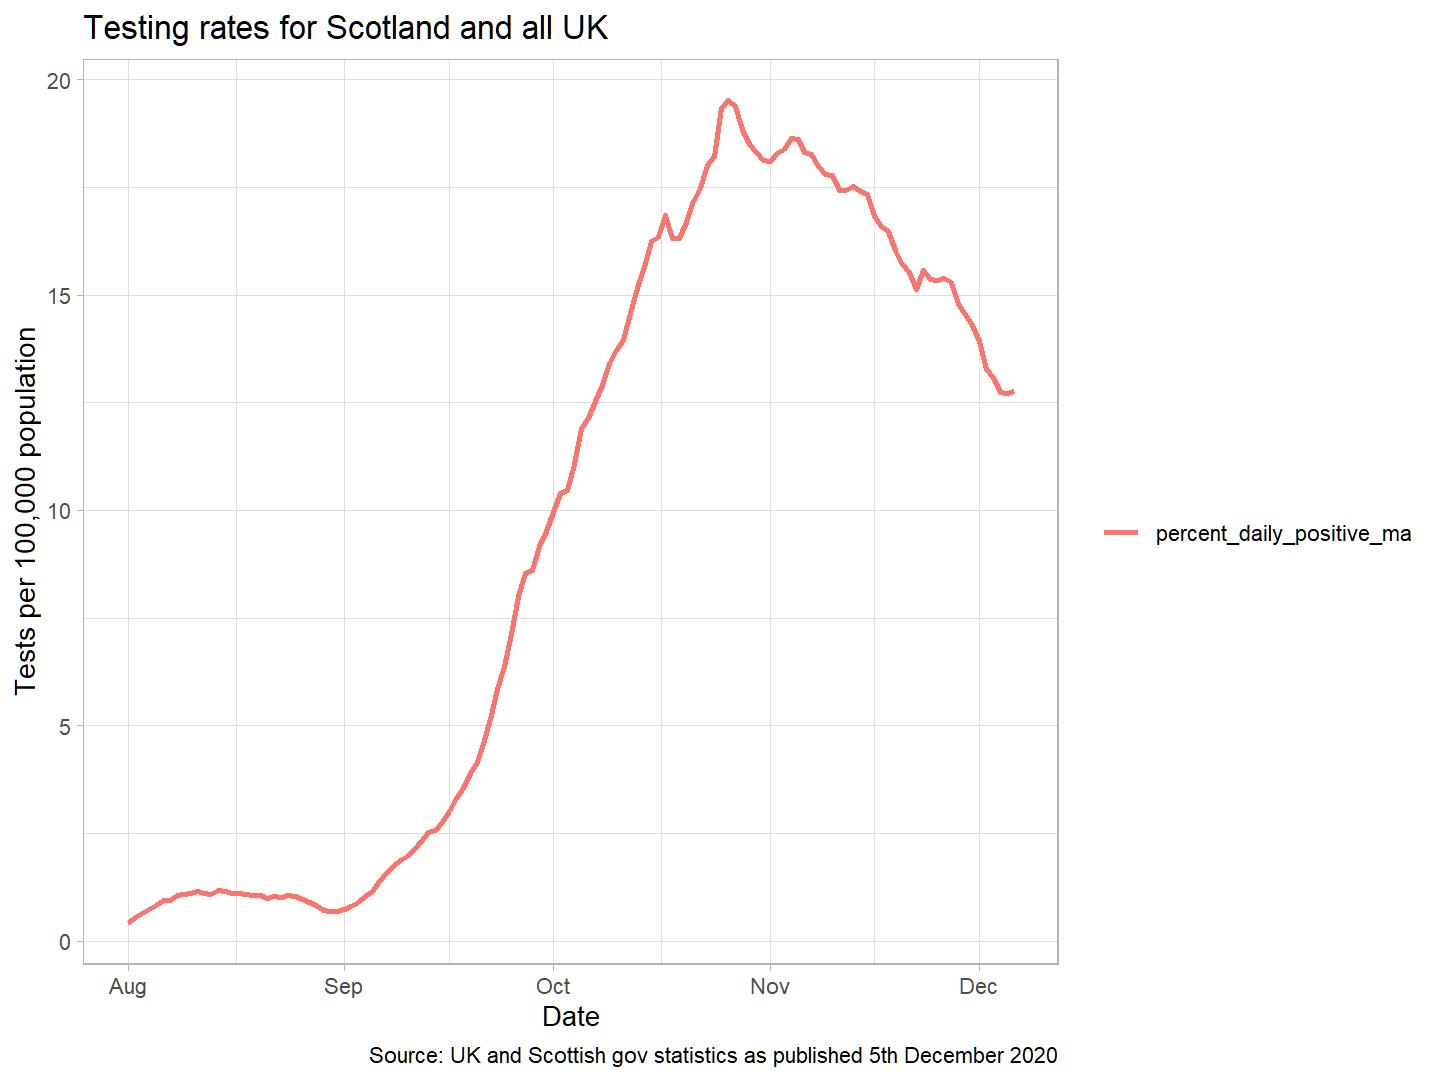 Testing rates for Scotland and all UK
Tests per 100,000 population
20
15
10
5
0
Aug Sep Oct Nov Dec
Date
percent_daily_positive_ma
Source: UK and Scottish gov statistics as published 5th December 2020